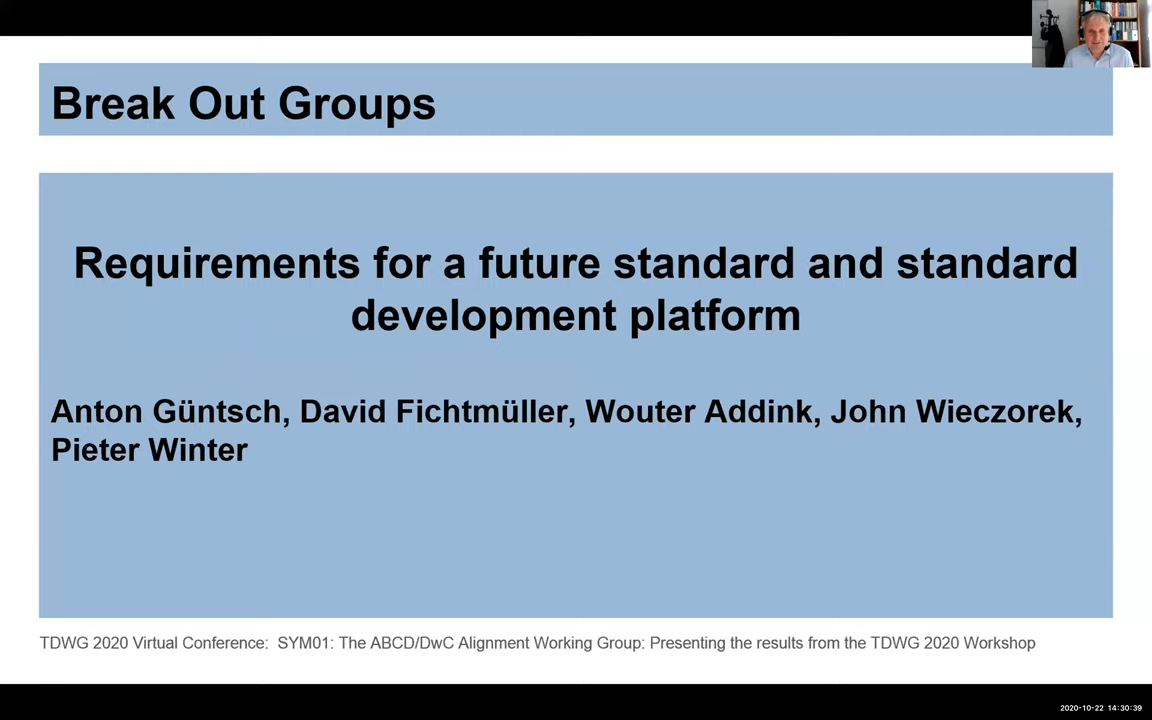 Break Out Groups
Requirements for a future standard and standard
development platform
Anton Güntsch, David Fichtmüller, Wouter Addink, John Wieczorek,
Pieter Winter
TDWG 2020 Virtual Conference:  SYM01: The ABCD/DwC Alignment Working Group: Presenting the results from the TDWG 2020 Workshop
2020-10-22 14:30:39